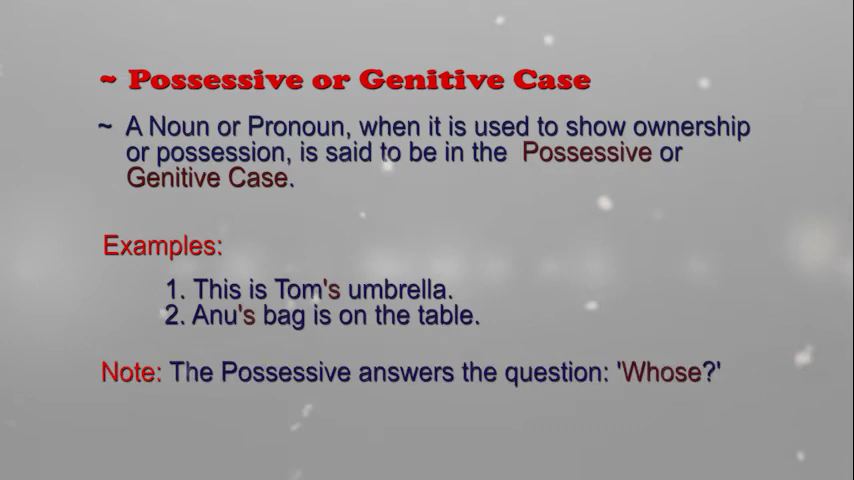 ~ Possessive or Genitive Case
~ A Noun or Pronoun, when it is used to show ownership
or possession, is said to be in the Possessive or
Genitive Case.
Examples:
1. This is Tom's umbrella.
2. Anu's bag is on the table.
Note: The Possessive answers the question: 'Whose?'